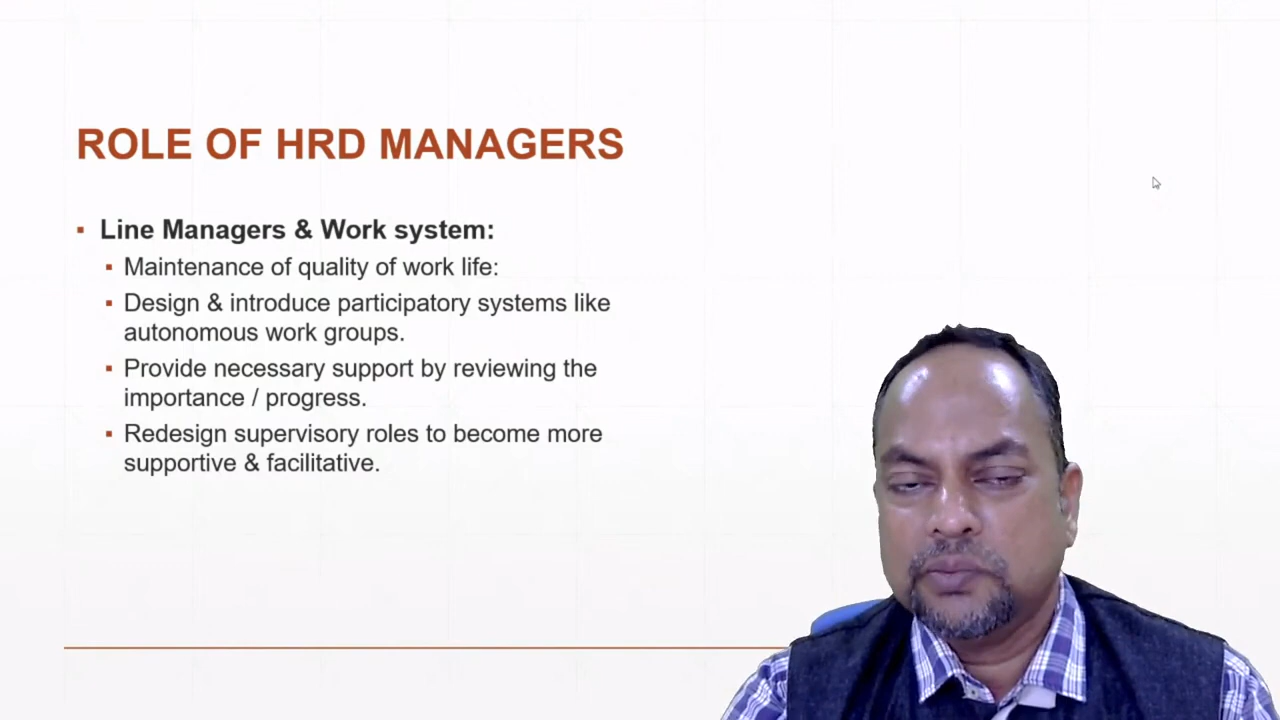 ROLE OF HRD MANAGERS
▪ Line Managers & Work system:
▪ Maintenance of quality of work life:
▪ Design & introduce participatory systems like
autonomous work groups.
▪ Provide necessary support by reviewing the
importance / progress.
▪ Redesign supervisory roles to become more
supportive & facilitative.